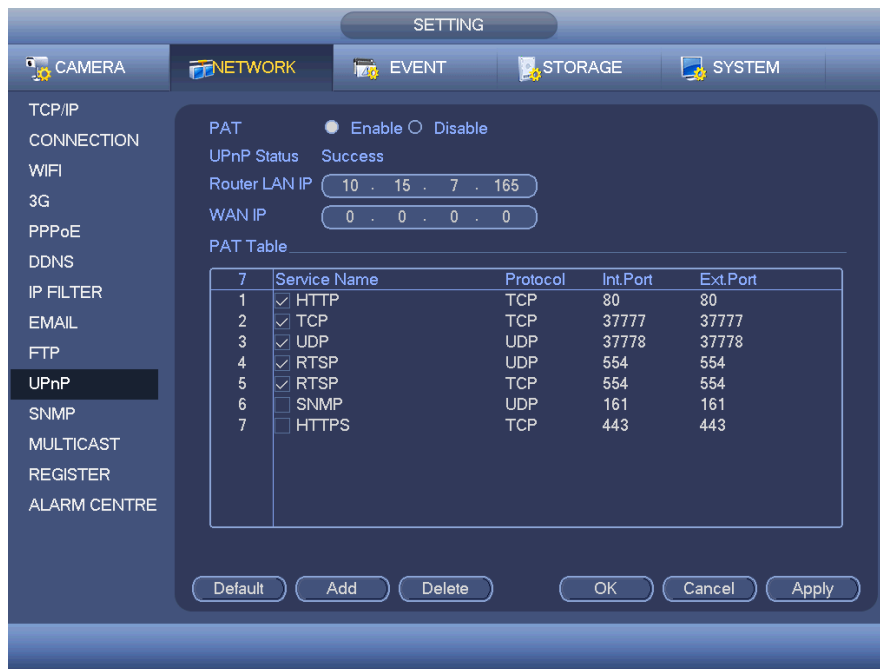 SETTING
CAMERA NETWORK EVENT STORAGE SYSTEM
TCP/IP
CONNECTION
WIFI
3G
PPPoE
DDNS
IP FILTER
EMAIL
FTP
UPnP
SNMP
MULTICAST
REGISTER
ALARM CENTRE
PAT Enable Disable
UPnP Status Success
Router LAN IP 10 . 15 . 7 . 165
WAN IP 0 . 0 . 0 . 0
PAT Table
7 Service Name Protocol Int.Port Ext.Port
1 HTTP TCP 80 80
2 TCP TCP 37777 37777
3 UDP UDP 37778 37778
4 RTSP UDP 554 554
5 RTSP TCP 554 554
6 SNMP UDP 161 161
7 HTTPS TCP 443 443
Default Add Delete OK Cancel Apply